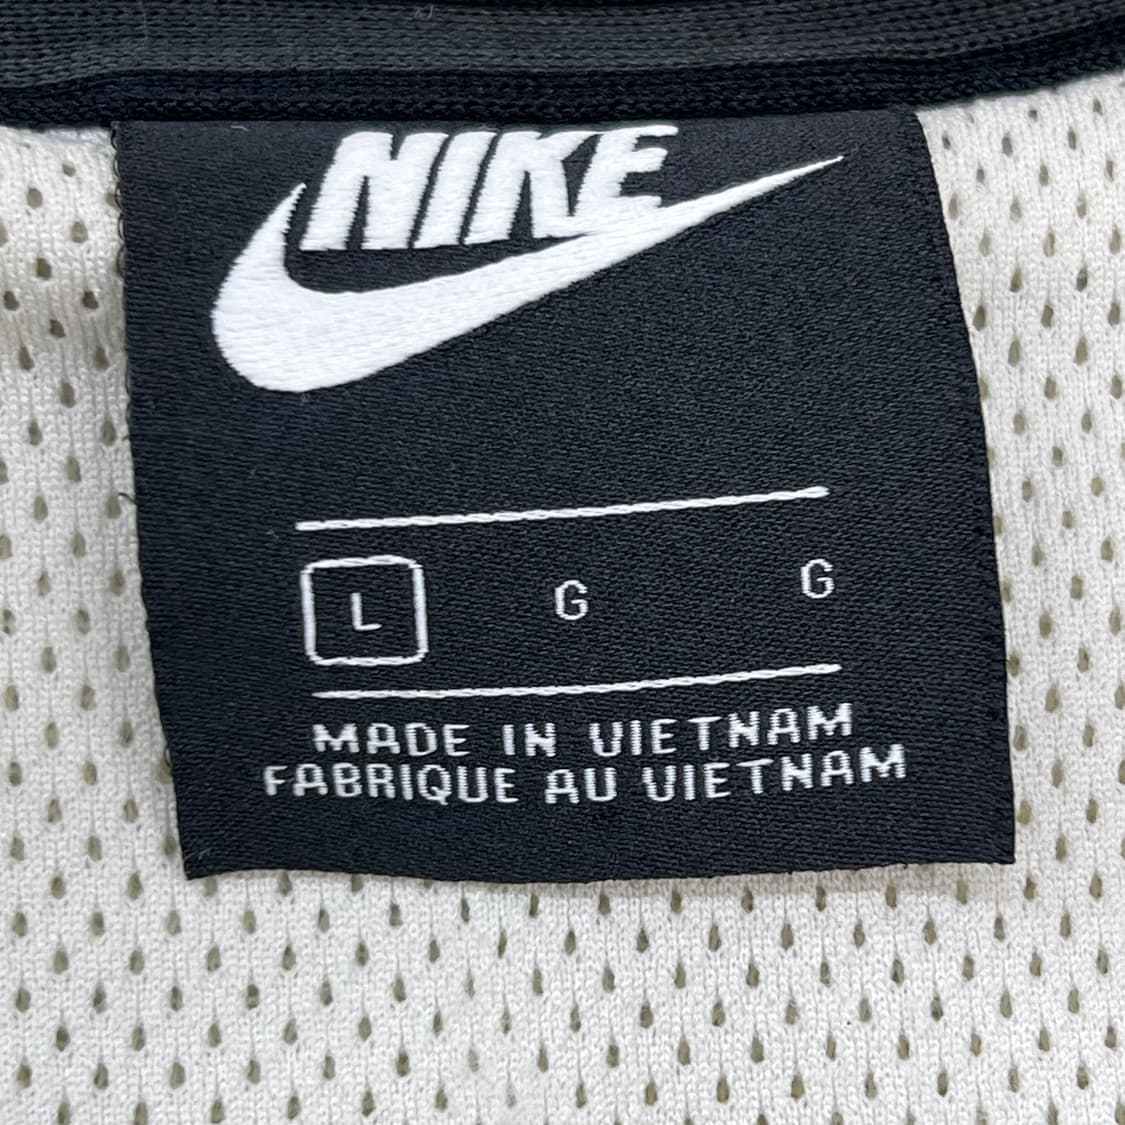 NIKE
L G G
MADE IN VIETNAM
FABRIQUE AU VIETNAM